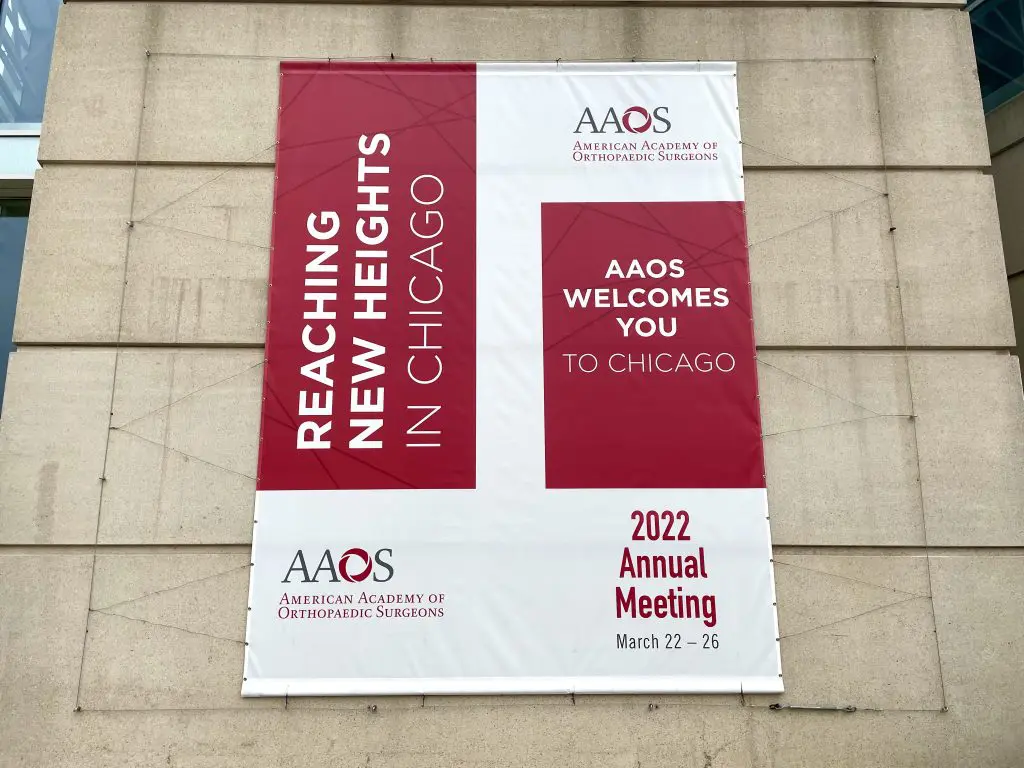 REACHING
NEW HEIGHTS
IN CHICAGO
AAOS
AMERICAN ACADEMY OF
ORTHOPAEDIC SURGEONS
AAOS
WELCOMES
YOU
TO CHICAGO
AAOS
AMERICAN ACADEMY OF
ORTHOPAEDIC SURGEONS
2022
Annual
Meeting
March 22 – 26